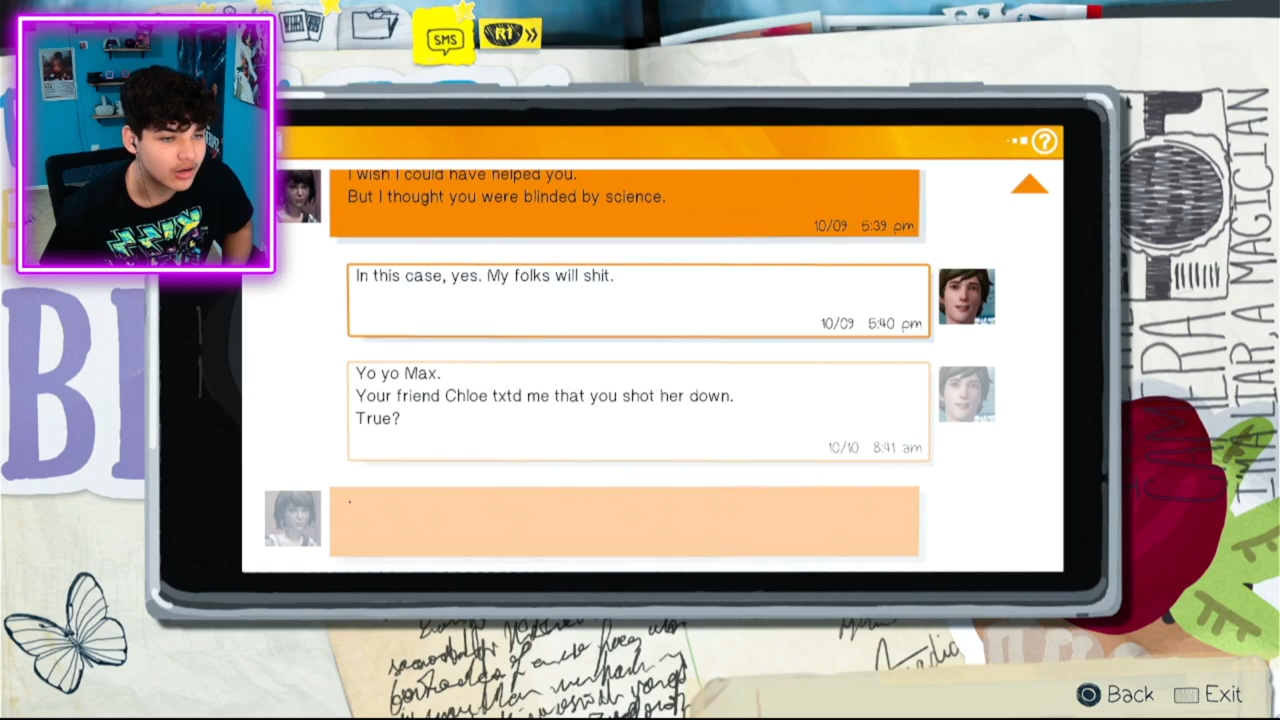 SMS
R1
?
I wish I could have helped you.
But I thought you were blinded by science.
10/09 5:39 pm
In this case, yes. My folks will shit.
10/09 5:40 pm
Yo yo Max.
Your friend Chloe txtd me that you shot her down.
True?
10/10 8:41 am
.
Back
Exit
A MAGICIAN